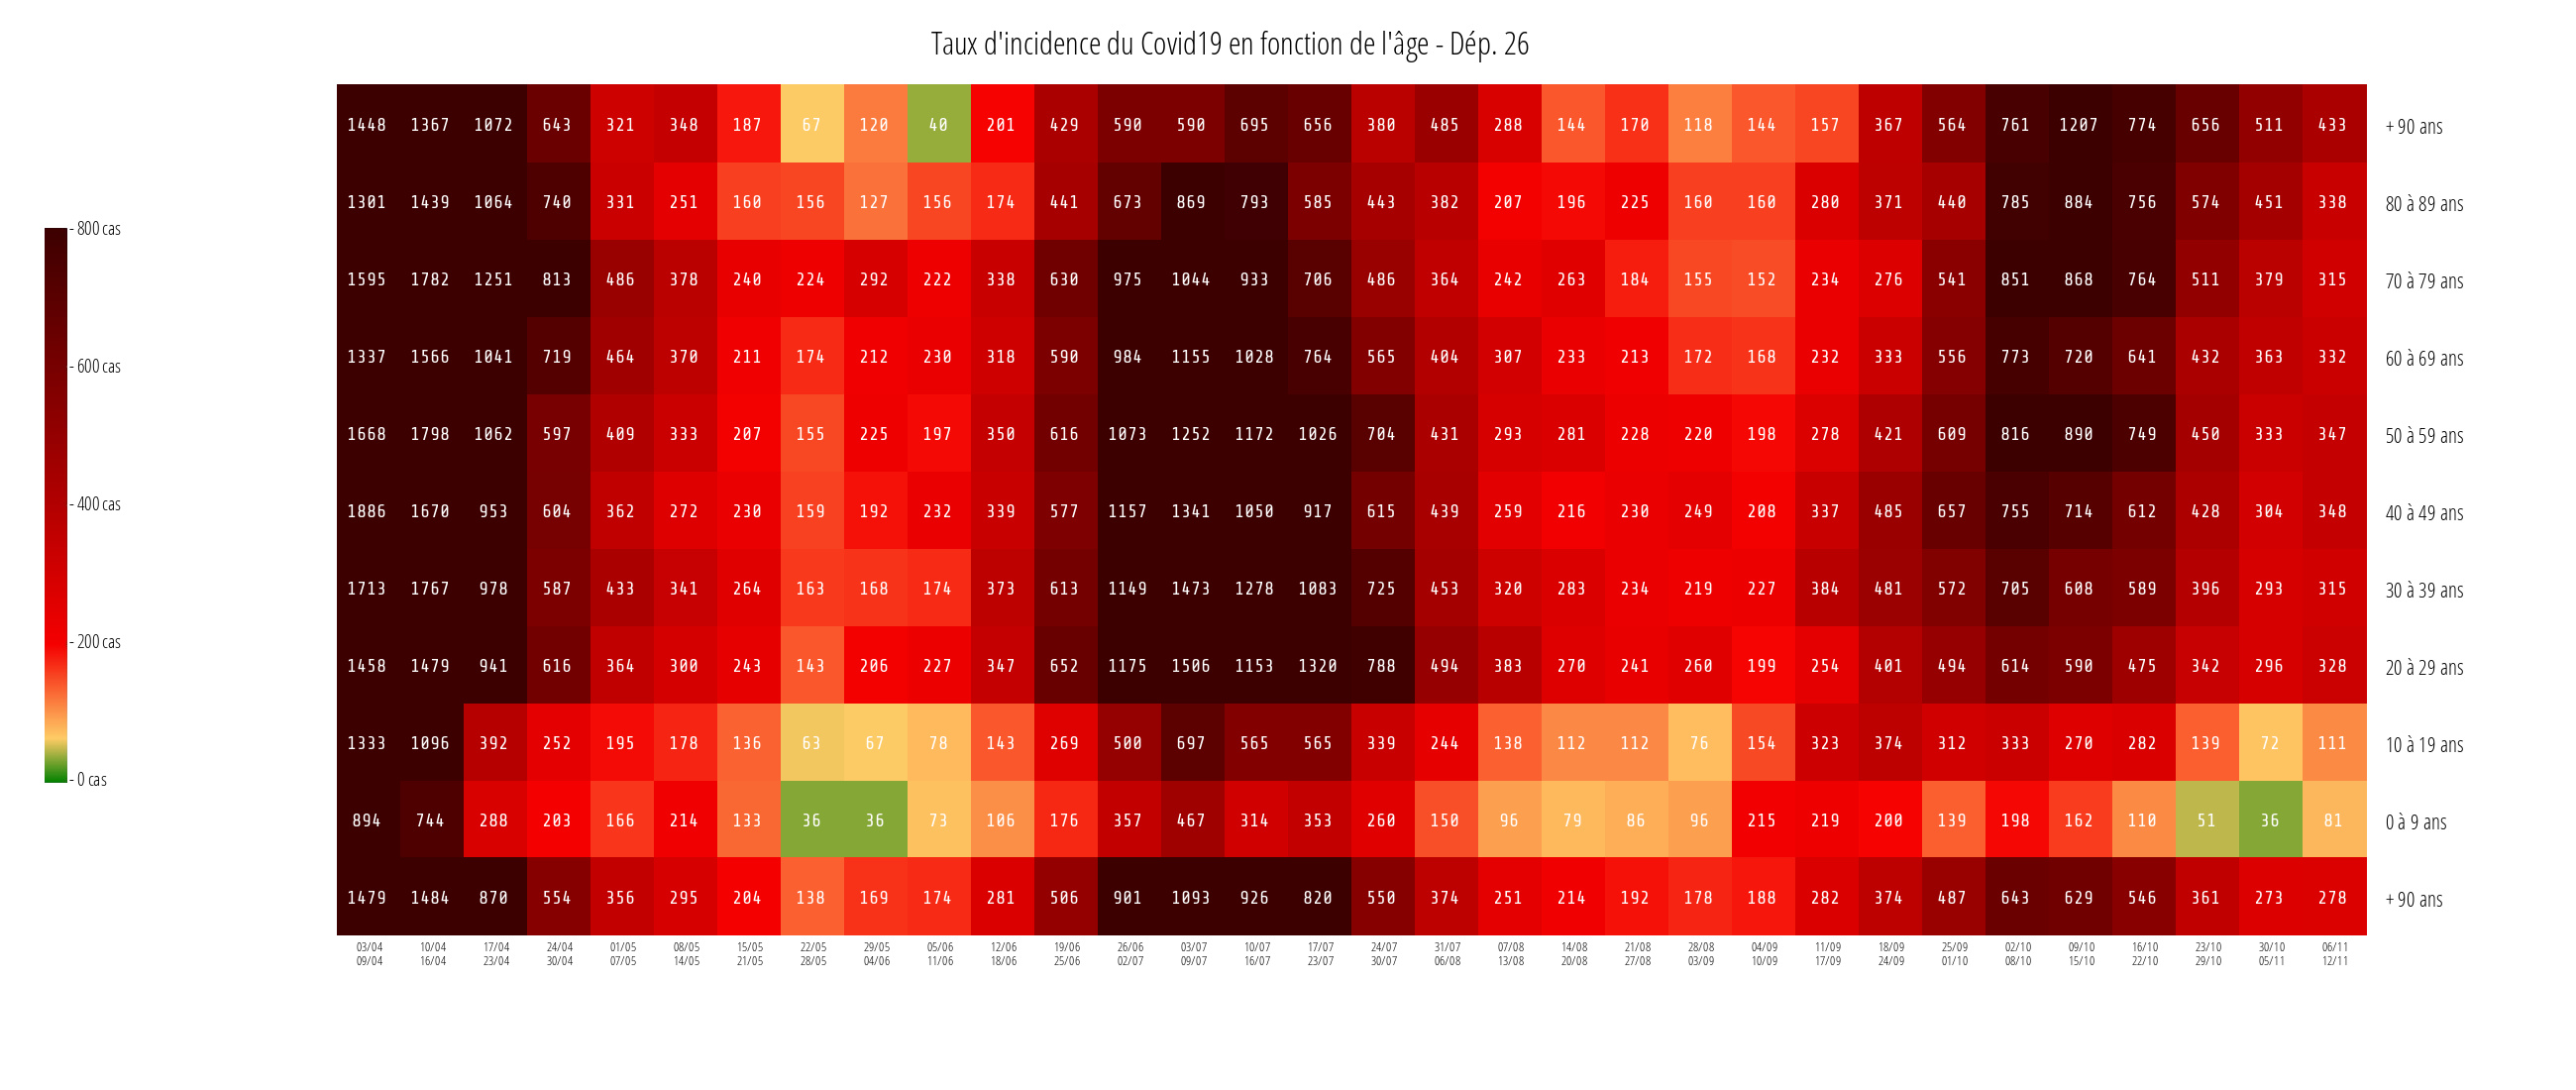 Taux d'incidence du Covid19 en fonction de l'âge - Dép. 26
1448 1367 1072 643 321 348 187 67 120 40 201 429 590 590 695 656 380 485 288 144 170 118 144 157 367 564 761 1207 774 656 511 433 + 90 ans
1301 1439 1064 740 331 251 160 156 127 156 174 441 673 869 793 585 443 382 207 196 225 160 160 280 371 440 785 884 756 574 451 338 80 à 89 ans
- 800 cas
1595 1782 1251 813 486 378 240 224 292 222 338 630 975 1044 933 706 486 364 242 263 184 155 152 234 276 541 851 868 764 511 379 315 70 à 79 ans
1337 1566 1041 719 464 370 211 174 212 230 318 590 984 1155 1028 764 565 404 307 233 213 172 168 232 333 556 773 720 641 432 363 332 60 à 69 ans
- 600 cas
1668 1798 1062 597 409 333 207 155 225 197 350 616 1073 1252 1172 1026 704 431 293 281 228 220 198 278 421 609 816 890 749 450 333 347 50 à 59 ans
- 400 cas
1886 1670 953 604 362 272 230 159 192 232 339 577 1157 1341 1050 917 615 439 259 216 230 249 208 337 485 657 755 714 612 428 304 348 40 à 49 ans
1713 1767 978 587 433 341 264 163 168 174 373 613 1149 1473 1278 1083 725 453 320 283 234 219 227 384 481 572 705 608 589 396 293 315 30 à 39 ans
- 200 cas
1458 1479 941 616 364 300 243 143 206 227 347 652 1175 1506 1153 1320 788 494 383 270 241 260 199 254 401 494 614 590 475 342 296 328 20 à 29 ans
1333 1096 392 252 195 178 136 63 67 78 143 269 500 697 565 565 339 244 138 112 112 76 154 323 374 312 333 270 282 139 72 111 10 à 19 ans
- 0 cas
894 744 288 203 166 214 133 36 36 73 106 176 357 467 314 353 260 150 96 79 86 96 215 219 200 139 198 162 110 51 36 81 0 à 9 ans
1479 1484 870 554 356 295 204 138 169 174 281 506 901 1093 926 820 550 374 251 214 192 178 188 282 374 487 643 629 546 361 273 278 + 90 ans
03/04 10/04 17/04 24/04 01/05 08/05 15/05 22/05 29/05 05/06 12/06 19/06 26/06 03/07 10/07 17/07 24/07 31/07 07/08 14/08 21/08 28/08 04/09 11/09 18/09 25/09 02/10 09/10 16/10 23/10 30/10 06/11
09/04 16/04 23/04 30/04 07/05 14/05 21/05 28/05 04/06 11/06 18/06 25/06 02/07 09/07 16/07 23/07 30/07 06/08 13/08 20/08 27/08 03/09 10/09 17/09 24/09 01/10 08/10 15/10 22/10 29/10 05/11 12/11